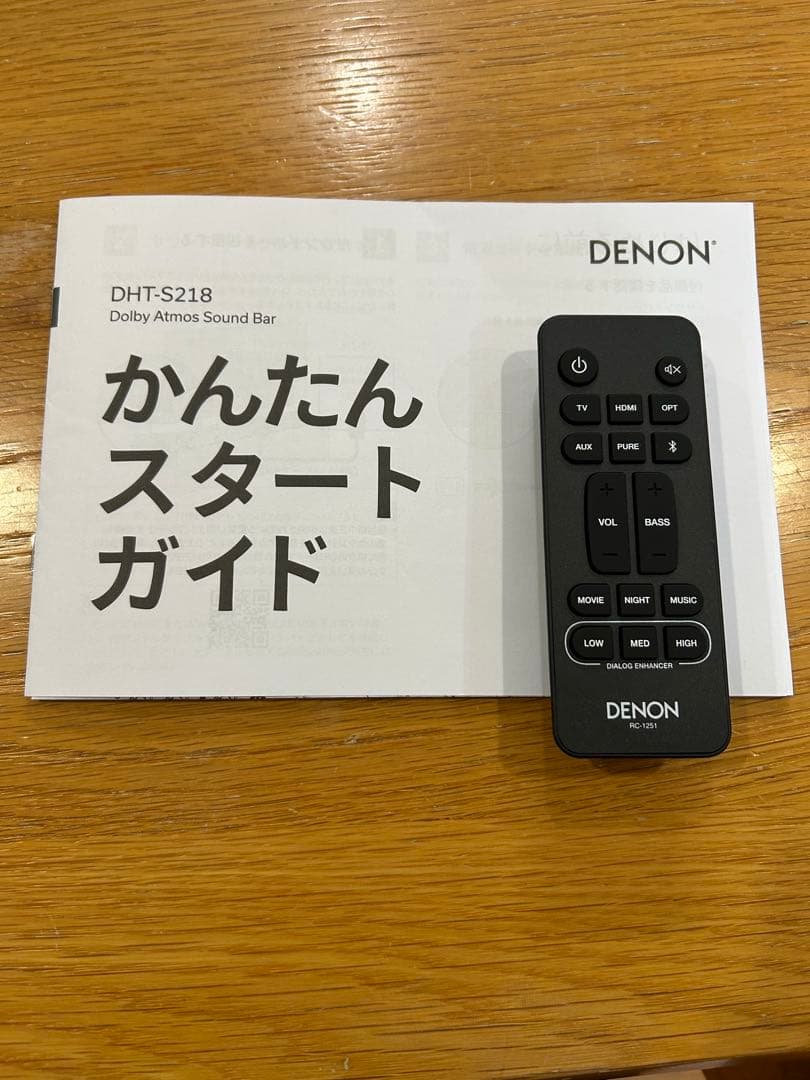 DENON
DHT-S218
Dolby Atmos Sound Bar
かんたん
スタート
ガイド
TV HDMI OPT
AUX PURE
+ +
VOL BASS
− −
MOVIE NIGHT MUSIC
LOW MED HIGH
DIALOG ENHANCER
DENON
RC-1251